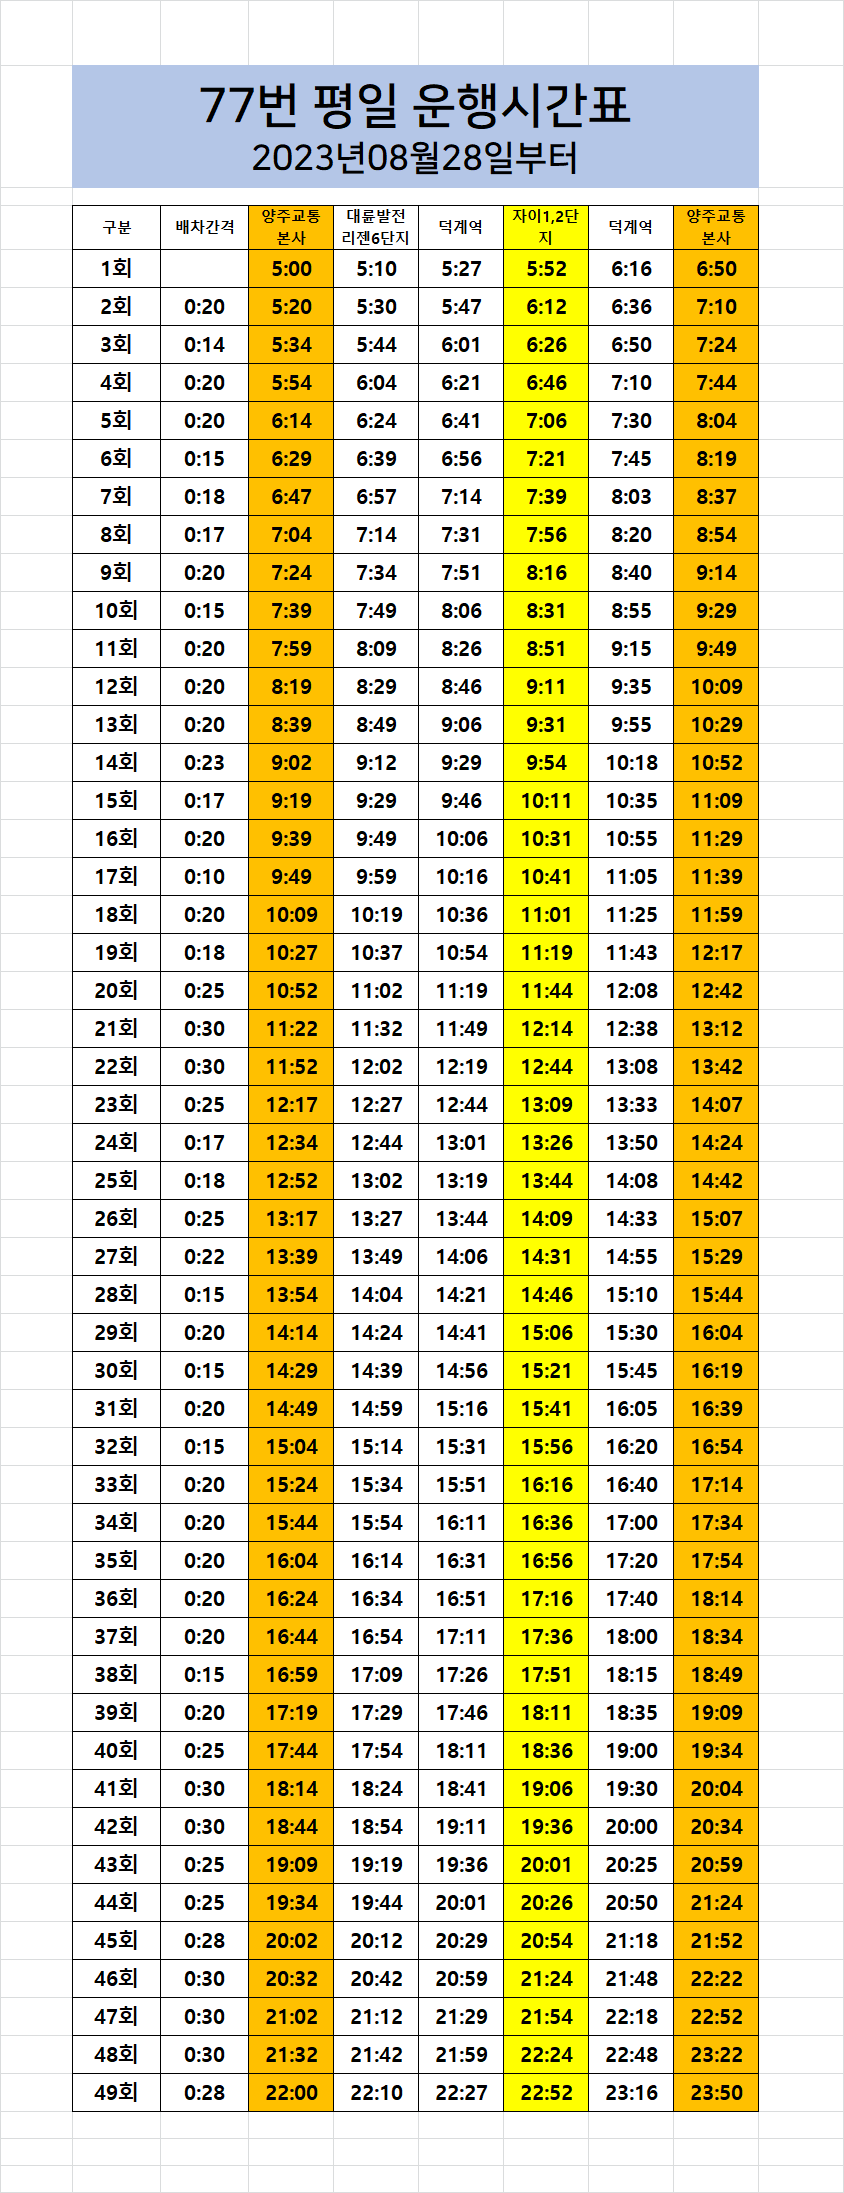 77번 평일 운행시간표
2023년08월28일부터
구분 배차간격 양주교통 본사 대륜발전 리젠6단지 덕계역 자이1,2단 지 덕계역 양주교통 본사
1회 5:00 5:10 5:27 5:52 6:16 6:50
2회 0:20 5:20 5:30 5:47 6:12 6:36 7:10
3회 0:14 5:34 5:44 6:01 6:26 6:50 7:24
4회 0:20 5:54 6:04 6:21 6:46 7:10 7:44
5회 0:20 6:14 6:24 6:41 7:06 7:30 8:04
6회 0:15 6:29 6:39 6:56 7:21 7:45 8:19
7회 0:18 6:47 6:57 7:14 7:39 8:03 8:37
8회 0:17 7:04 7:14 7:31 7:56 8:20 8:54
9회 0:20 7:24 7:34 7:51 8:16 8:40 9:14
10회 0:15 7:39 7:49 8:06 8:31 8:55 9:29
11회 0:20 7:59 8:09 8:26 8:51 9:15 9:49
12회 0:20 8:19 8:29 8:46 9:11 9:35 10:09
13회 0:20 8:39 8:49 9:06 9:31 9:55 10:29
14회 0:23 9:02 9:12 9:29 9:54 10:18 10:52
15회 0:17 9:19 9:29 9:46 10:11 10:35 11:09
16회 0:20 9:39 9:49 10:06 10:31 10:55 11:29
17회 0:10 9:49 9:59 10:16 10:41 11:05 11:39
18회 0:20 10:09 10:19 10:36 11:01 11:25 11:59
19회 0:18 10:27 10:37 10:54 11:19 11:43 12:17
20회 0:25 10:52 11:02 11:19 11:44 12:08 12:42
21회 0:30 11:22 11:32 11:49 12:14 12:38 13:12
22회 0:30 11:52 12:02 12:19 12:44 13:08 13:42
23회 0:25 12:17 12:27 12:44 13:09 13:33 14:07
24회 0:17 12:34 12:44 13:01 13:26 13:50 14:24
25회 0:18 12:52 13:02 13:19 13:44 14:08 14:42
26회 0:25 13:17 13:27 13:44 14:09 14:33 15:07
27회 0:22 13:39 13:49 14:06 14:31 14:55 15:29
28회 0:15 13:54 14:04 14:21 14:46 15:10 15:44
29회 0:20 14:14 14:24 14:41 15:06 15:30 16:04
30회 0:15 14:29 14:39 14:56 15:21 15:45 16:19
31회 0:20 14:49 14:59 15:16 15:41 16:05 16:39
32회 0:15 15:04 15:14 15:31 15:56 16:20 16:54
33회 0:20 15:24 15:34 15:51 16:16 16:40 17:14
34회 0:20 15:44 15:54 16:11 16:36 17:00 17:34
35회 0:20 16:04 16:14 16:31 16:56 17:20 17:54
36회 0:20 16:24 16:34 16:51 17:16 17:40 18:14
37회 0:20 16:44 16:54 17:11 17:36 18:00 18:34
38회 0:15 16:59 17:09 17:26 17:51 18:15 18:49
39회 0:20 17:19 17:29 17:46 18:11 18:35 19:09
40회 0:25 17:44 17:54 18:11 18:36 19:00 19:34
41회 0:30 18:14 18:24 18:41 19:06 19:30 20:04
42회 0:30 18:44 18:54 19:11 19:36 20:00 20:34
43회 0:25 19:09 19:19 19:36 20:01 20:25 20:59
44회 0:25 19:34 19:44 20:01 20:26 20:50 21:24
45회 0:28 20:02 20:12 20:29 20:54 21:18 21:52
46회 0:30 20:32 20:42 20:59 21:24 21:48 22:22
47회 0:30 21:02 21:12 21:29 21:54 22:18 22:52
48회 0:30 21:32 21:42 21:59 22:24 22:48 23:22
49회 0:28 22:00 22:10 22:27 22:52 23:16 23:50